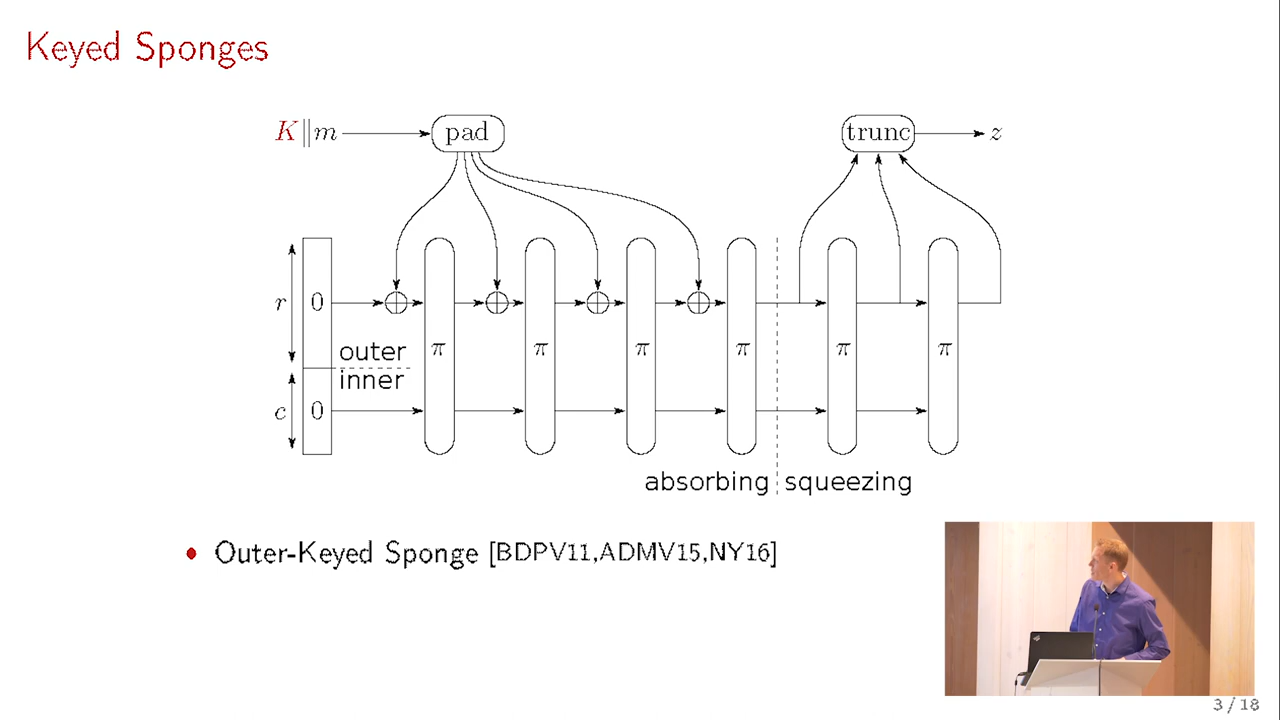 Keyed Sponges
K‖m pad trunc z
r 0 outer
π π π π π π
inner
c 0
absorbing squeezing
• Outer-Keyed Sponge [BDPV11,ADMV15,NY16]
3 / 18